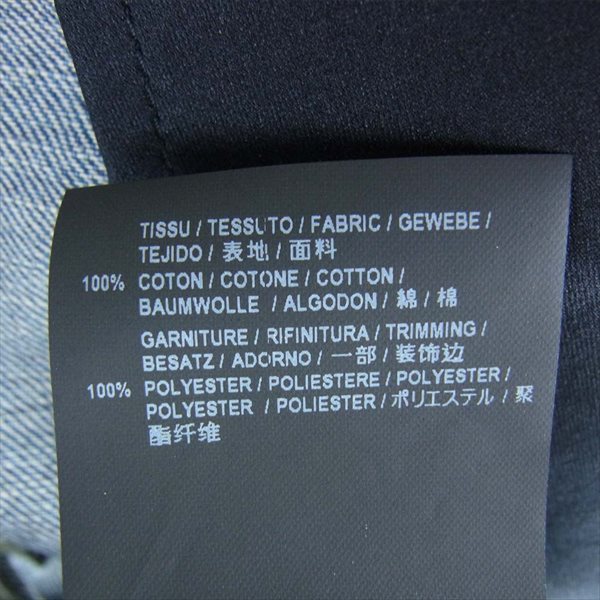 TISSU / TESSUTO / FABRIC / GEWEBE /
TEJIDO / 表地 / 面料
100% COTON / COTONE / COTTON /
BAUMWOLLE / ALGODON / 綿 / 棉
GARNITURE / RIFINITURA / TRIMMING /
BESATZ / ADORNO / 一部 / 装饰边
100% POLYESTER / POLIESTERE / POLYESTER /
POLYESTER / POLIESTER / ポリエステル / 聚
酯纤维